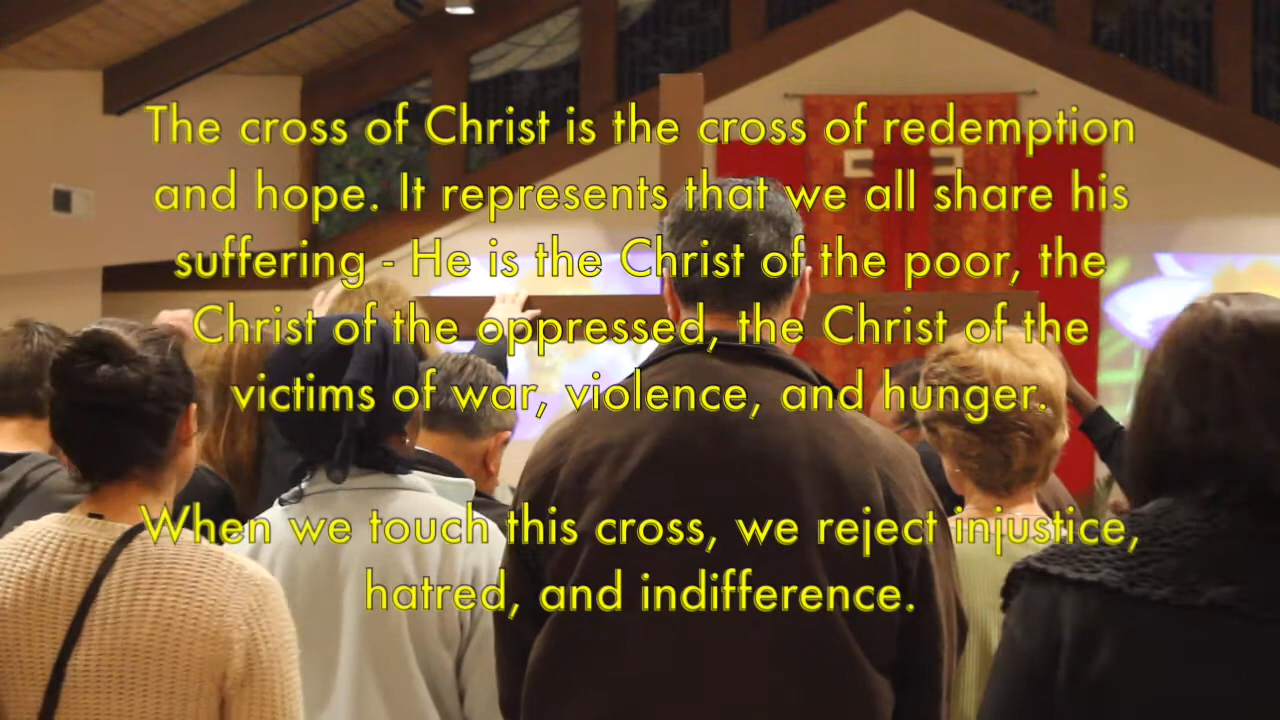 The cross of Christ is the cross of redemption
and hope. It represents that we all share his
suffering - He is the Christ of the poor, the
Christ of the oppressed, the Christ of the
victims of war, violence, and hunger.
When we touch this cross, we reject injustice,
hatred, and indifference.